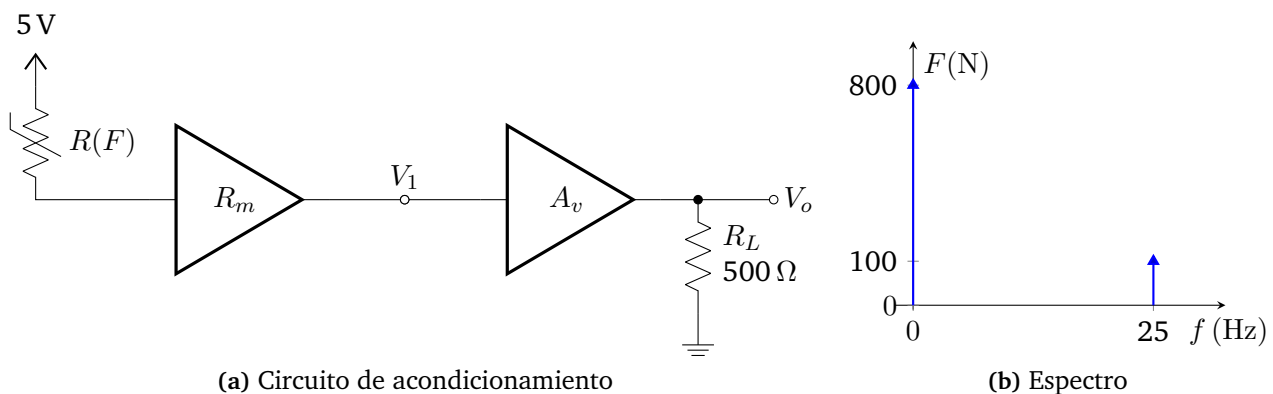 5 V
R(F)
R_m
V_1
A_v
V_o
R_L
500 Ω
(a) Circuito de acondicionamiento
F(N)
800
100
0
0
25
f (Hz)
(b) Espectro